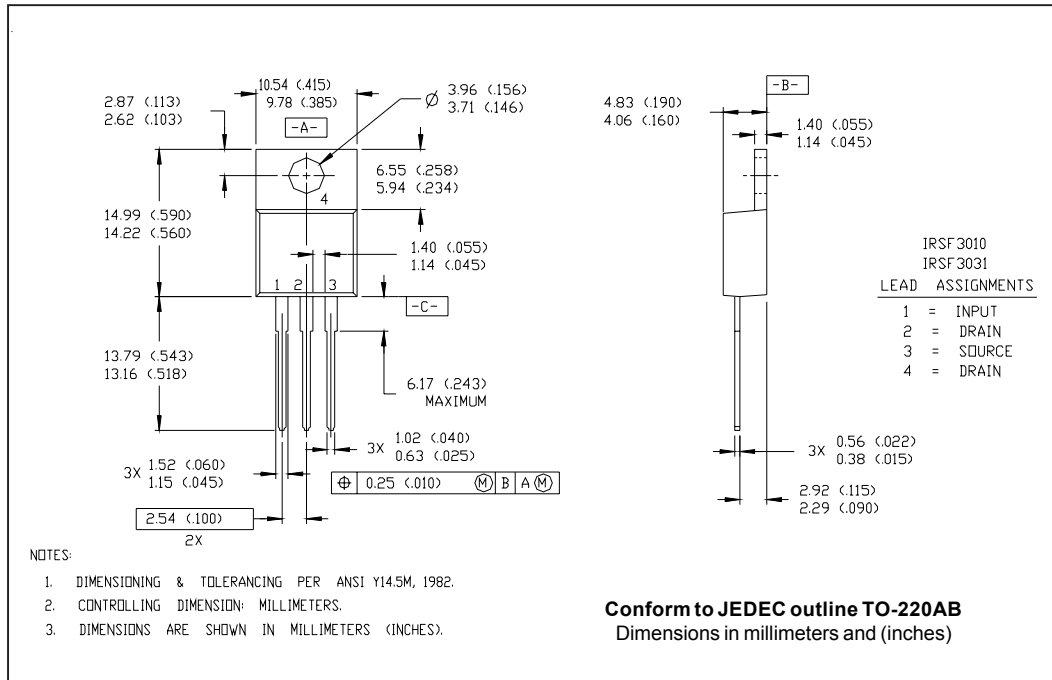 10.54 (.415)
9.78 (.385)
2.87 (.113)
2.62 (.103)
-A-
Ø 3.96 (.156)
3.71 (.146)
6.55 (.258)
5.94 (.234)
4
14.99 (.590)
14.22 (.560)
1.40 (.055)
1.14 (.045)
1 2 3
-C-
13.79 (.543)
13.16 (.518)
6.17 (.243)
MAXIMUM
3X 1.02 (.040)
0.63 (.025)
3X 1.52 (.060)
1.15 (.045)
⌖ 0.25 (.010) Ⓜ B A Ⓜ
2.54 (.100)
2X
-B-
4.83 (.190)
4.06 (.160)
1.40 (.055)
1.14 (.045)
3X 0.56 (.022)
0.38 (.015)
2.92 (.115)
2.29 (.090)
IRSF3010
IRSF3031
LEAD ASSIGNMENTS
1 = INPUT
2 = DRAIN
3 = SOURCE
4 = DRAIN
NOTES:
1. DIMENSIONING & TOLERANCING PER ANSI Y14.5M, 1982.
2. CONTROLLING DIMENSION: MILLIMETERS.
3. DIMENSIONS ARE SHOWN IN MILLIMETERS (INCHES).
Conform to JEDEC outline TO-220AB
Dimensions in millimeters and (inches)